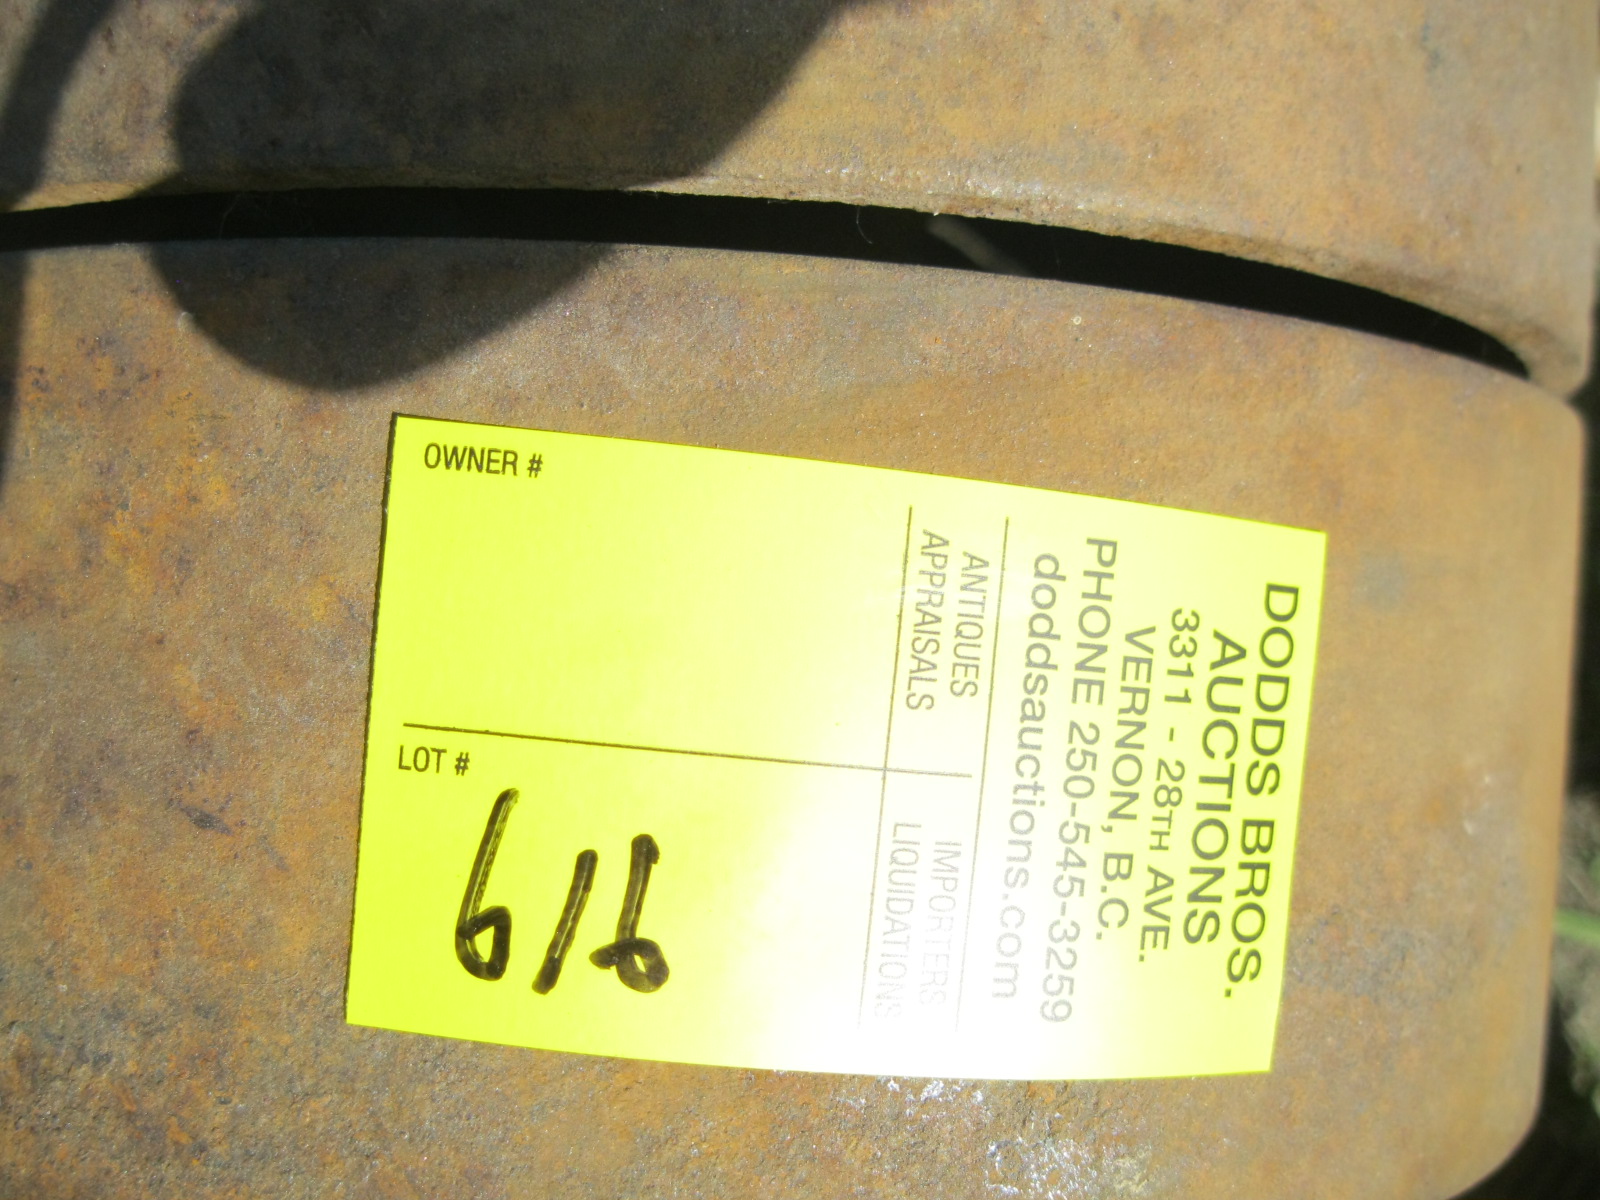 DODDS BROS.
AUCTIONS
3311 - 28TH AVE.
VERNON, B.C.
PHONE 250-545-3259
doddsauctions.com
ANTIQUES IMPORTERS
APPRAISALS LIQUIDATIONS
OWNER #
LOT #
616